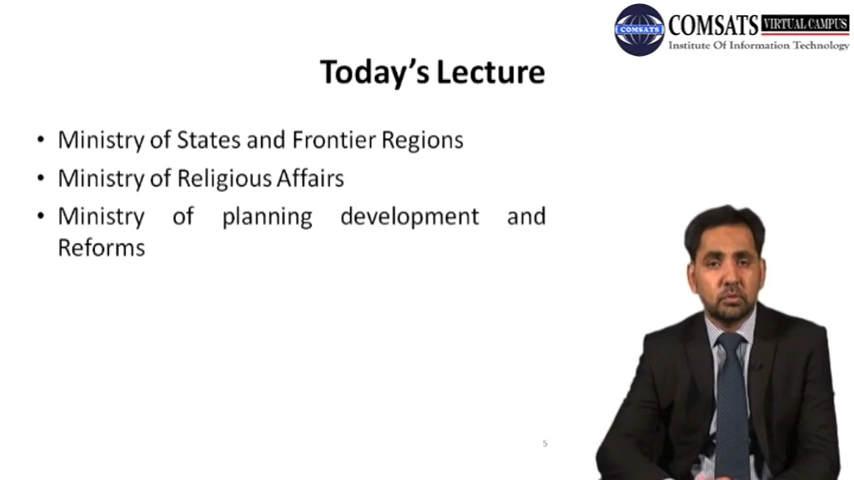 COMSATS VIRTUAL CAMPUS
COMSATS
Institute Of Information Technology
Today's Lecture
• Ministry of States and Frontier Regions
• Ministry of Religious Affairs
• Ministry of planning development and
Reforms
5